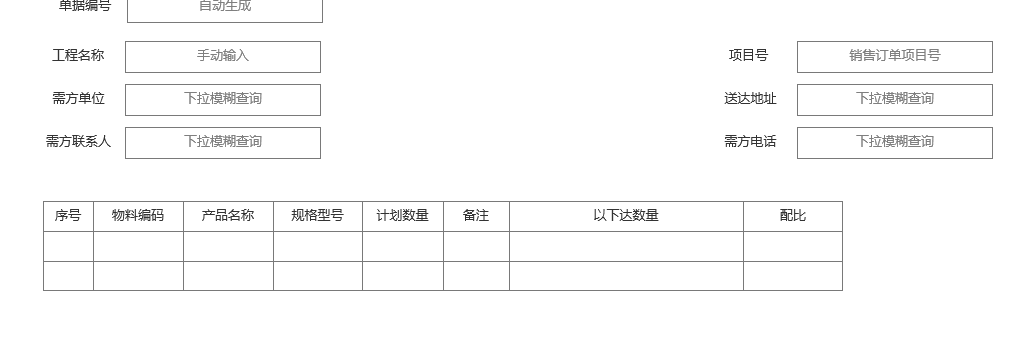 单据编号 自动生成
工程名称 手动输入 项目号 销售订单项目号
需方单位 下拉模糊查询 送达地址 下拉模糊查询
需方联系人 下拉模糊查询 需方电话 下拉模糊查询
序号 物料编码 产品名称 规格型号 计划数量 备注 以下达数量 配比